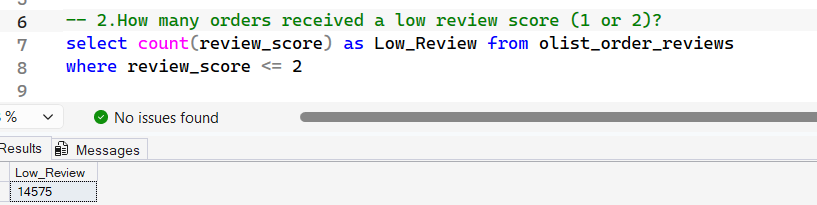 6 -- 2.How many orders received a low review score (1 or 2)?
7 select count(review_score) as Low_Review from olist_order_reviews
8 where review_score <= 2
9
% No issues found
Results Messages
Low_Review
14575